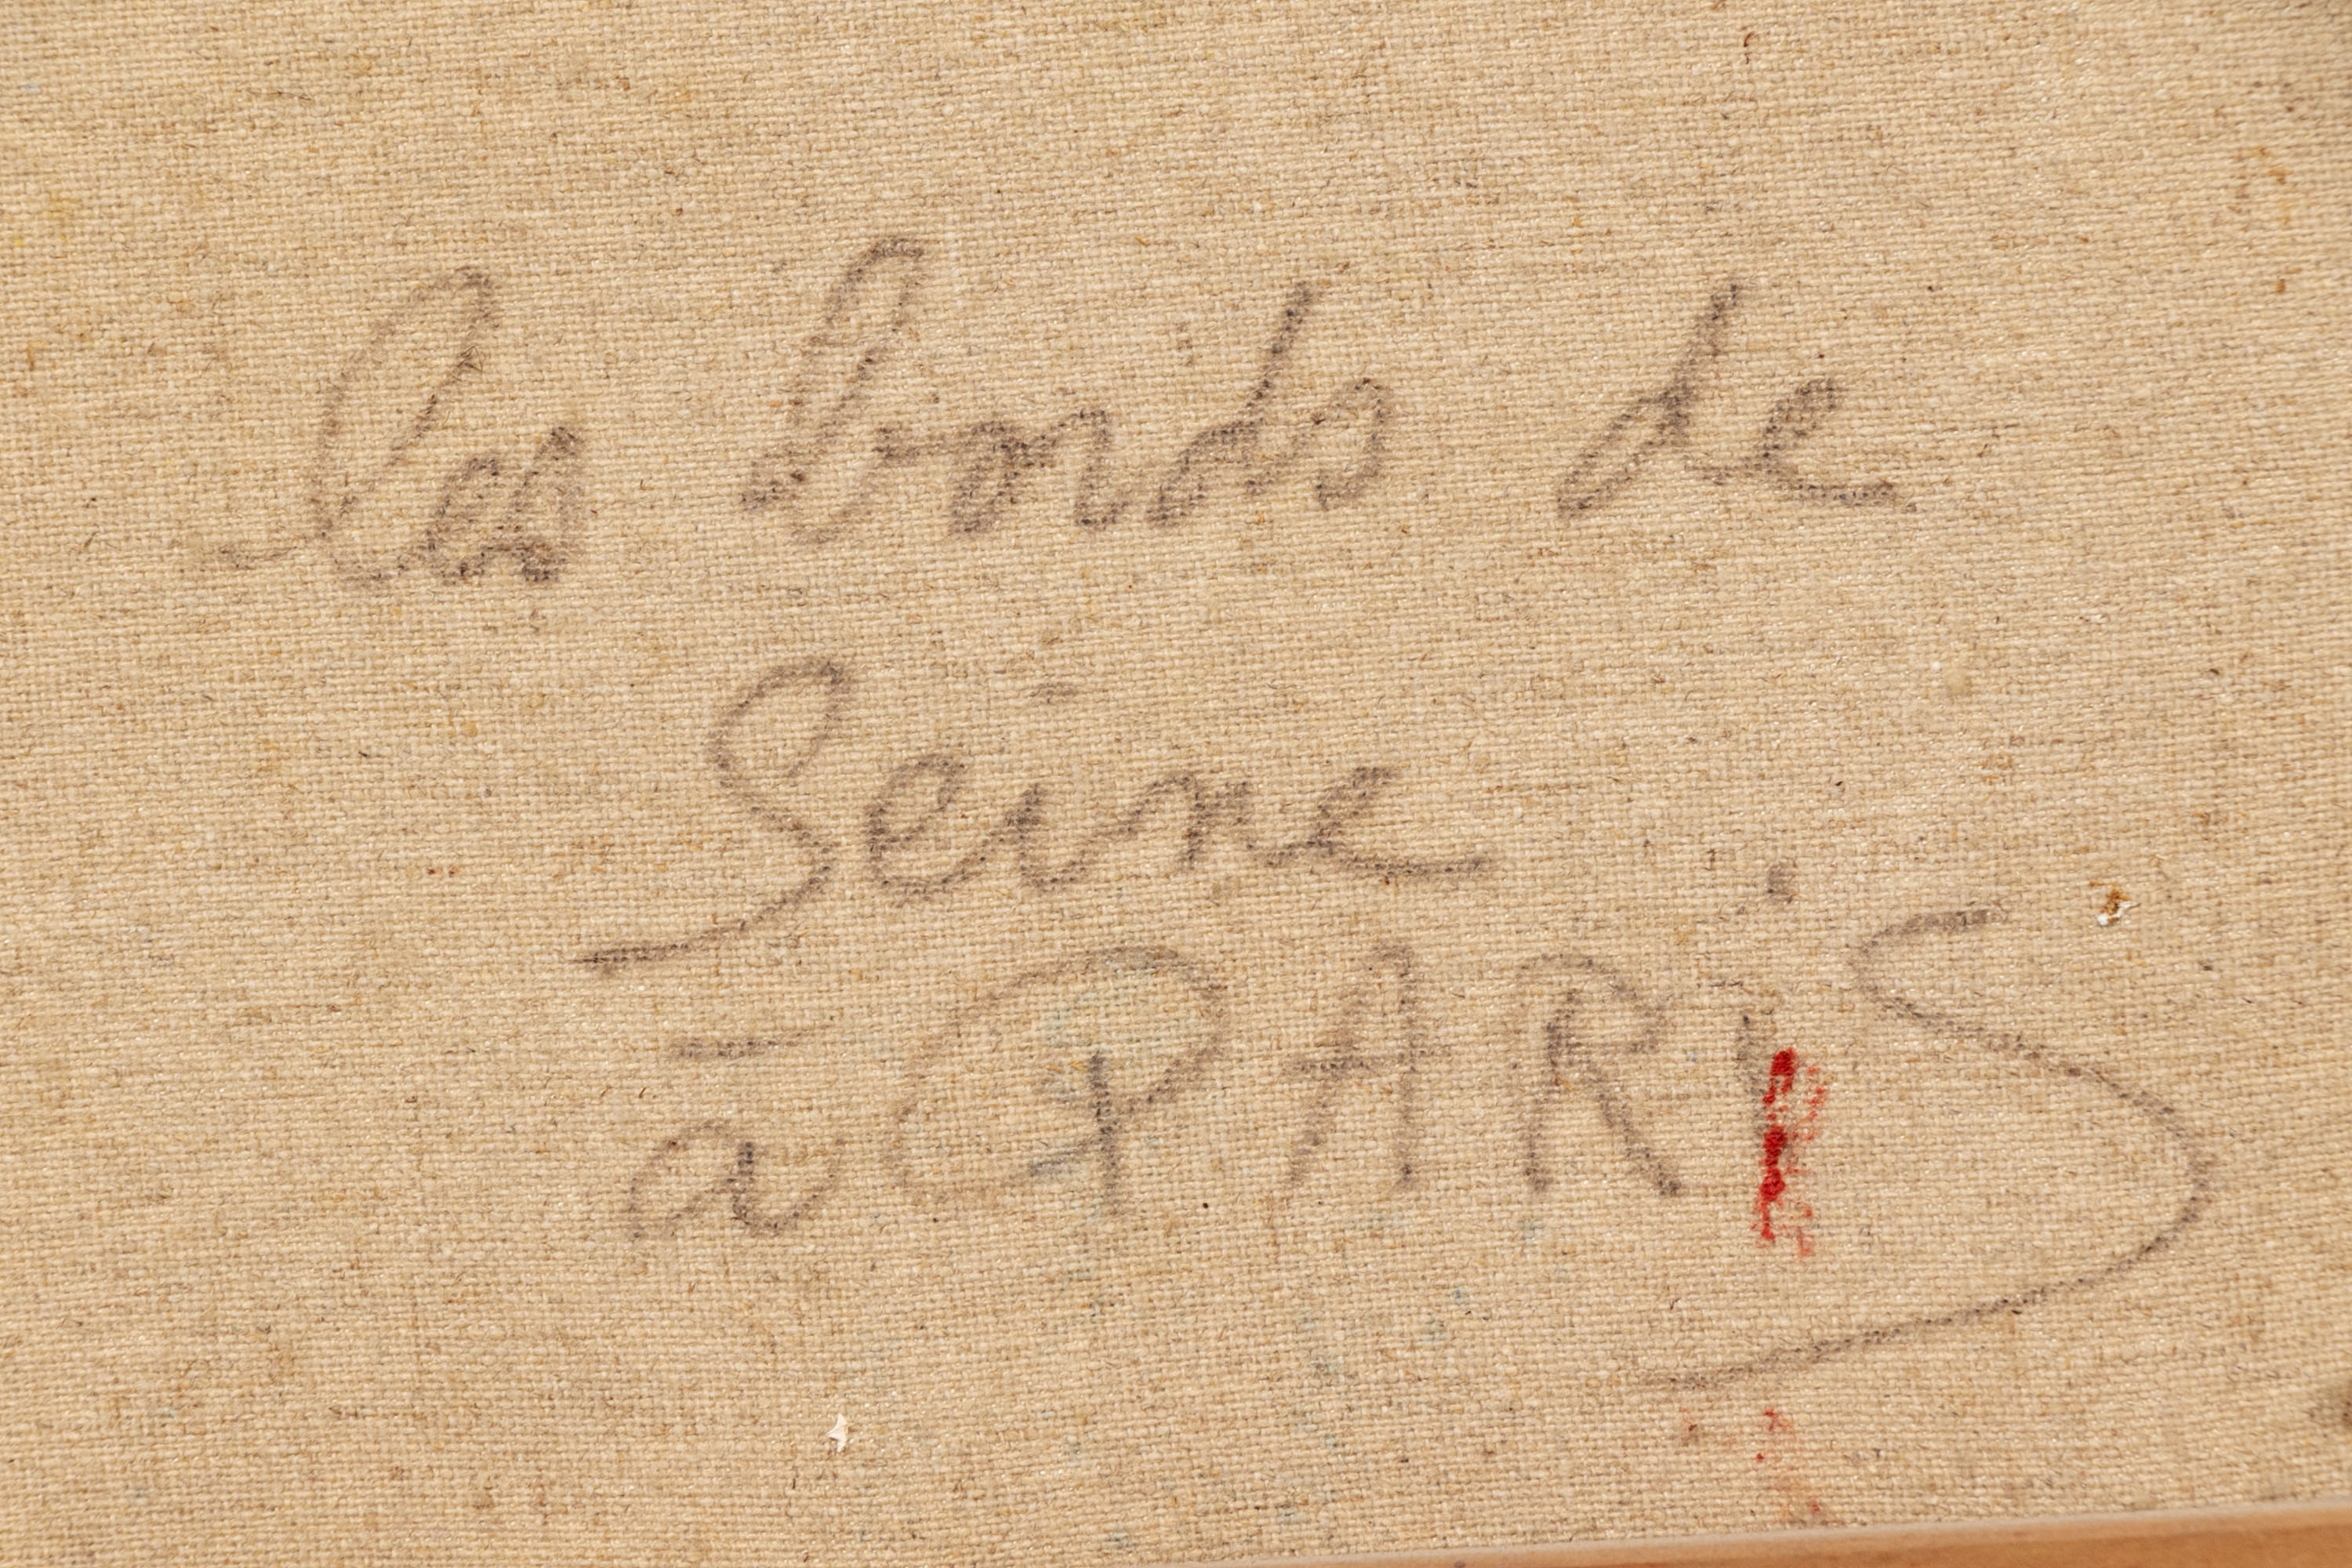 les bords de
Seine
à PARiS